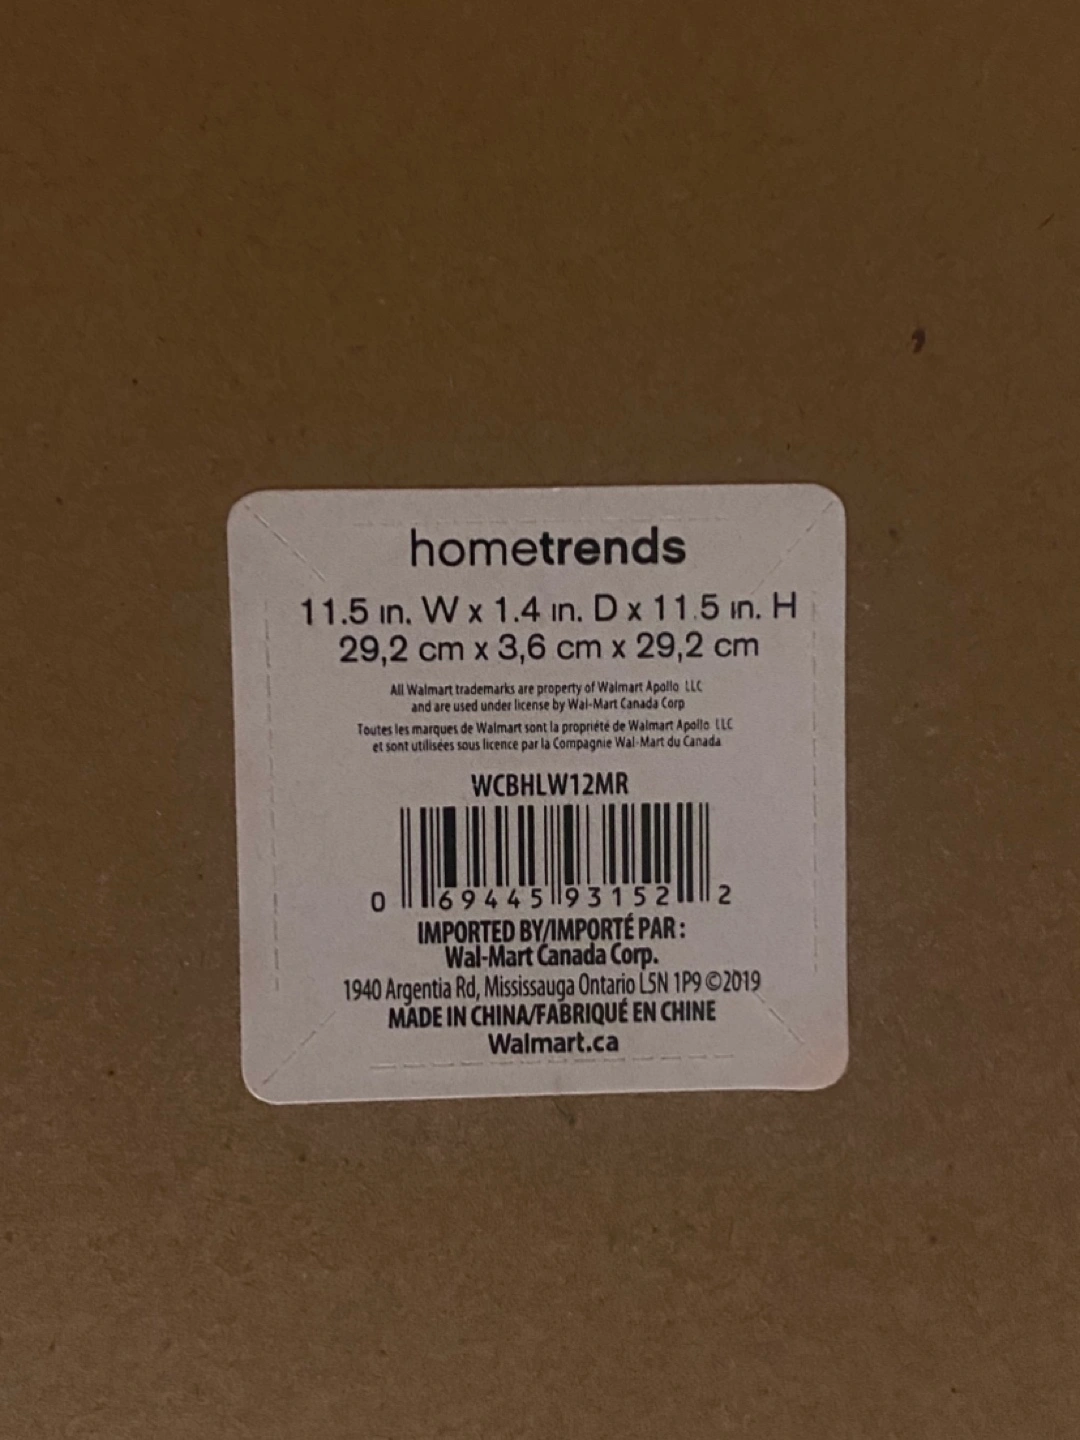 hometrends
11.5 in. W x 1.4 in. D x 11.5 in. H
29,2 cm x 3,6 cm x 29,2 cm
All Walmart trademarks are property of Walmart Apollo LLC
and are used under license by Wal-Mart Canada Corp
Toutes les marques de Walmart sont la propriété de Walmart Apollo LLC
et sont utilisées sous licence par la Compagnie Wal-Mart du Canada
WCBHLW12MR
0 69445 93152 2
IMPORTED BY/IMPORTÉ PAR :
Wal-Mart Canada Corp.
1940 Argentia Rd, Mississauga Ontario L5N 1P9 ©2019
MADE IN CHINA/FABRIQUÉ EN CHINE
Walmart.ca